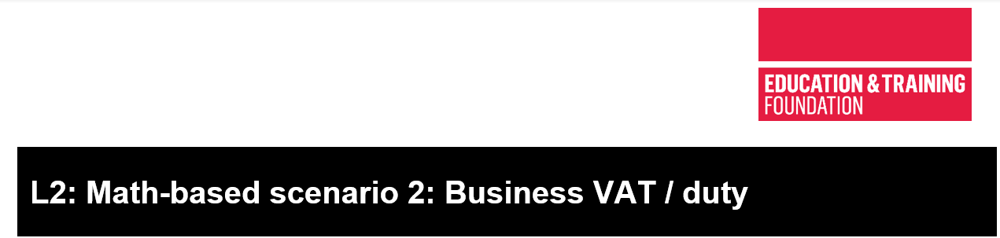 EDUCATION & TRAINING
FOUNDATION
L2: Math-based scenario 2: Business VAT / duty